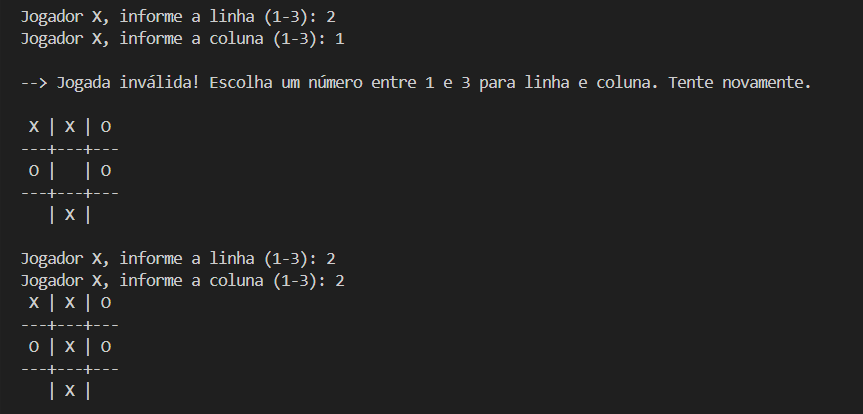 Jogador X, informe a linha (1-3): 2
Jogador X, informe a coluna (1-3): 1
--> Jogada inválida! Escolha um número entre 1 e 3 para linha e coluna. Tente novamente.
 X | X | O
---+---+---
 O |   | O
---+---+---
   | X |
Jogador X, informe a linha (1-3): 2
Jogador X, informe a coluna (1-3): 2
 X | X | O
---+---+---
 O | X | O
---+---+---
   | X |